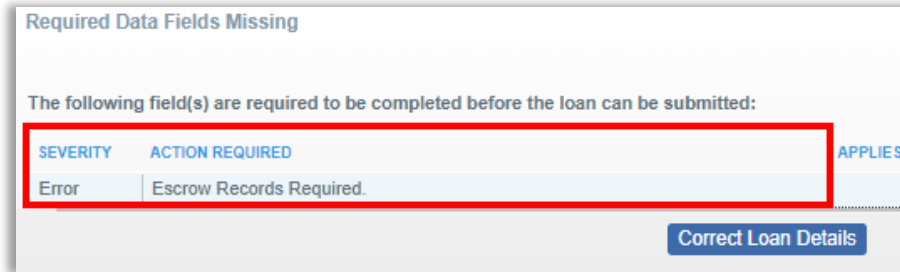 Required Data Fields Missing
The following field(s) are required to be completed before the loan can be submitted:
SEVERITY ACTION REQUIRED APPLIES
Error Escrow Records Required.
Correct Loan Details